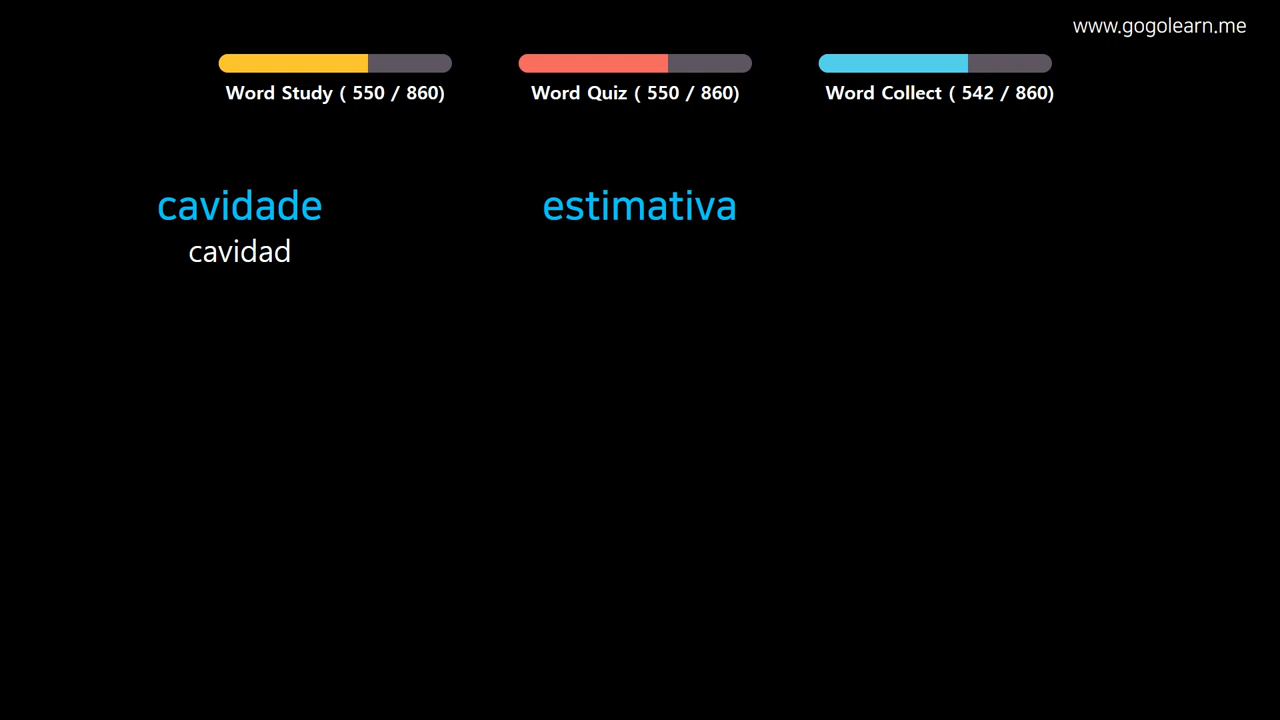 www.gogolearn.me
Word Study ( 550 / 860)
Word Quiz ( 550 / 860)
Word Collect ( 542 / 860)
cavidade
cavidad
estimativa